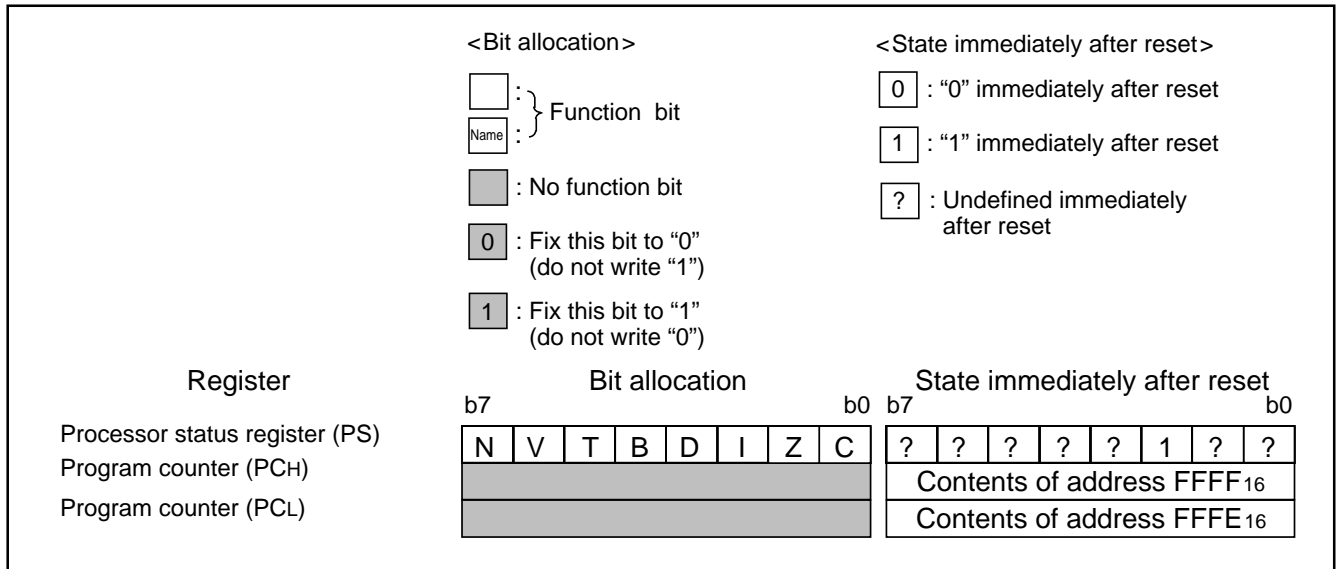 <Bit allocation>
:
Name :
Function bit
: No function bit
0 : Fix this bit to “0”
(do not write “1”)
1 : Fix this bit to “1”
(do not write “0”)
<State immediately after reset>
0 : “0” immediately after reset
1 : “1” immediately after reset
? : Undefined immediately
after reset
Register Bit allocation State immediately after reset
b7 b0 b7 b0
Processor status register (PS) N V T B D I Z C ? ? ? ? ? 1 ? ?
Program counter (PCH) Contents of address FFFF16
Program counter (PCL) Contents of address FFFE16